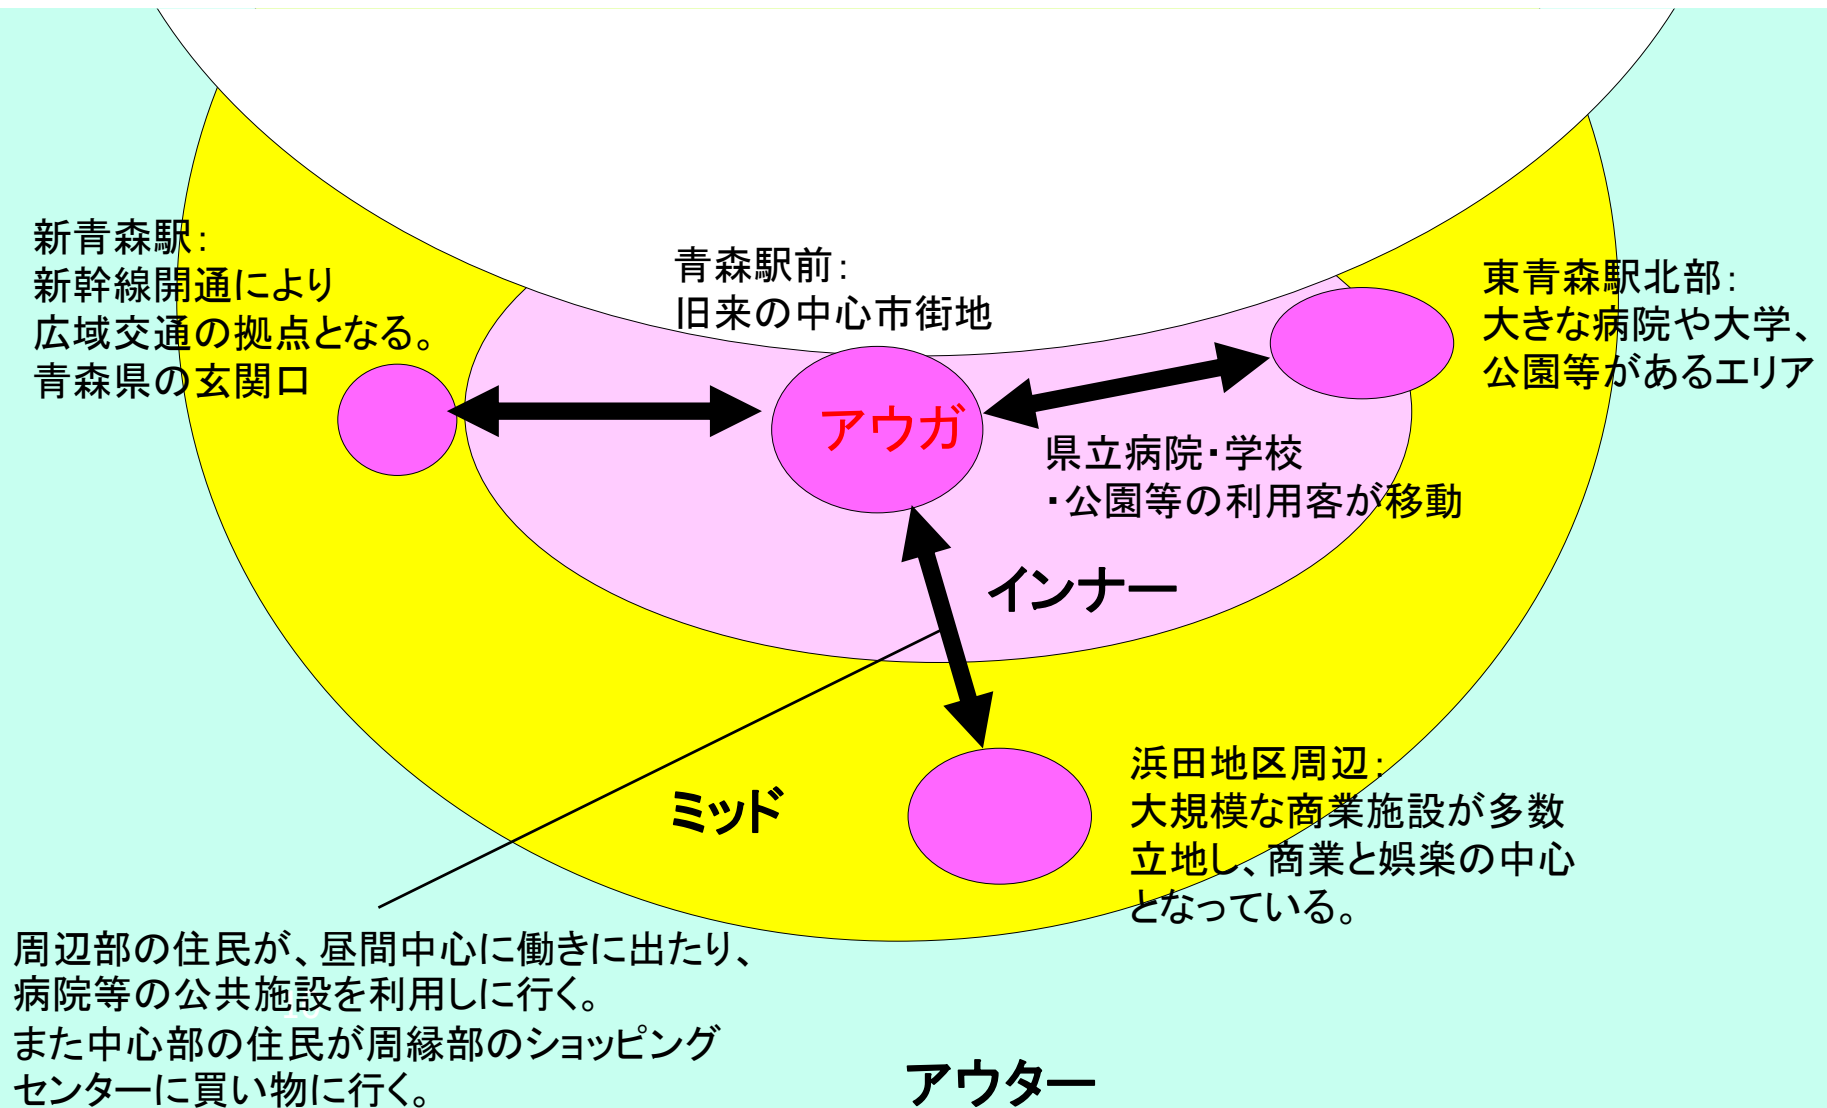 新青森駅：
新幹線開通により
広域交通の拠点となる。
青森県の玄関口
青森駅前：
旧来の中心市街地
東青森駅北部：
大きな病院や大学、
公園等があるエリア
アウガ
県立病院・学校
・公園等の利用客が移動
インナー
ミッド
浜田地区周辺：
大規模な商業施設が多数
立地し、商業と娯楽の中心
となっている。
周辺部の住民が、昼間中心に働きに出たり、
病院等の公共施設を利用しに行く。
また中心部の住民が周縁部のショッピング
センターに買い物に行く。
アウター